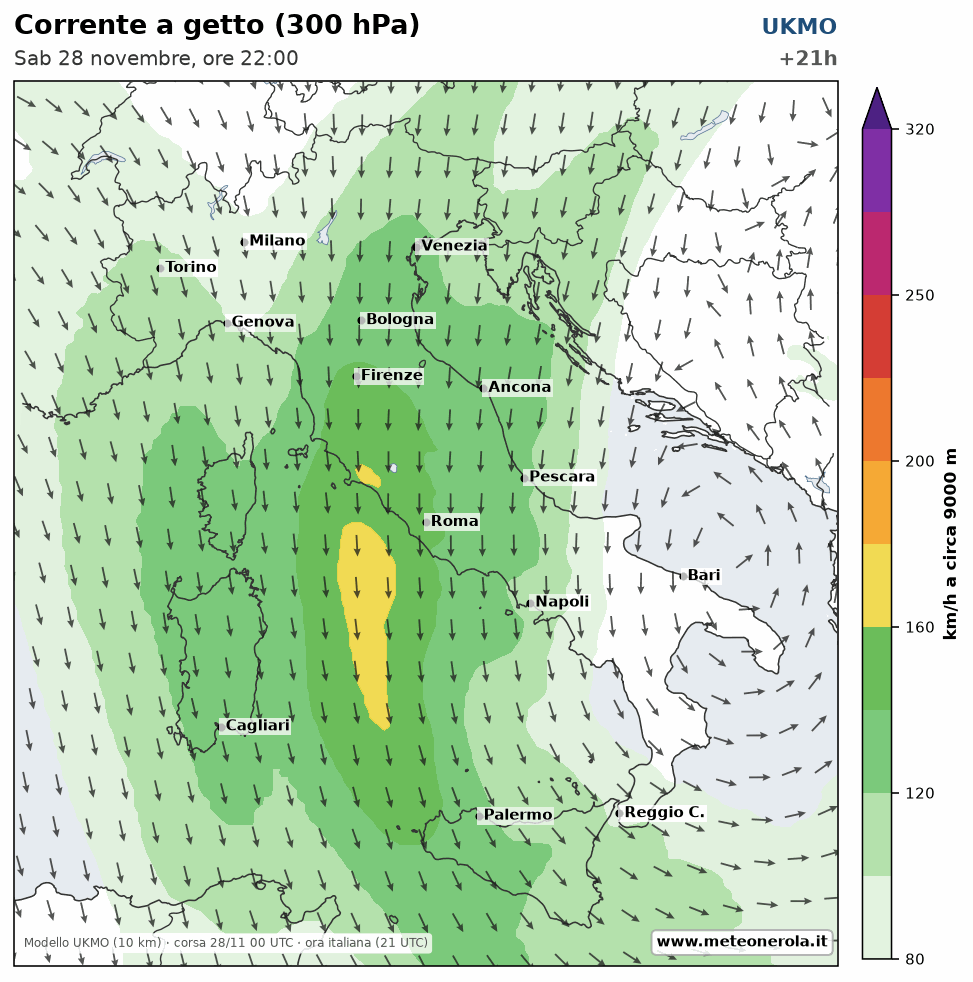 Corrente a getto (300 hPa)
UKMO
Sab 28 novembre, ore 22:00
+21h
320
Milano
Venezia
Torino
250
Genova
Bologna
Firenze
Ancona
200
Pescara
km/h a circa 9000 m
Roma
Bari
Napoli
160
Cagliari
120
Palermo
Reggio C.
Modello UKMO (10 km) · corsa 28/11 00 UTC · ora italiana (21 UTC)
www.meteonerola.it
80